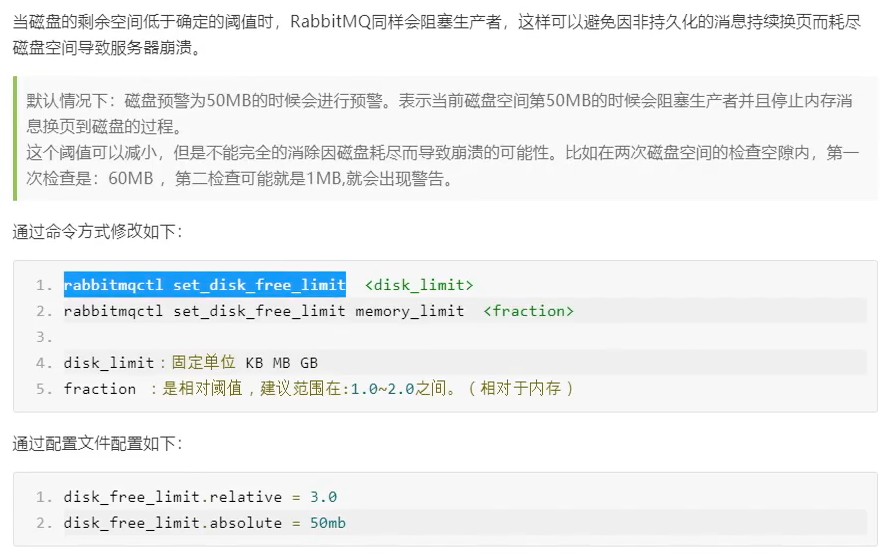 当磁盘的剩余空间低于确定的阈值时，RabbitMQ同样会阻塞生产者，这样可以避免因非持久化的消息持续换页而耗尽
磁盘空间导致服务器崩溃。
默认情况下：磁盘预警为50MB的时候会进行预警。表示当前磁盘空间第50MB的时候会阻塞生产者并且停止内存消
息换页到磁盘的过程。
这个阈值可以减小，但是不能完全的消除因磁盘耗尽而导致崩溃的可能性。比如在两次磁盘空间的检查空隙内，第一
次检查是：60MB ，第二检查可能就是1MB,就会出现警告。
通过命令方式修改如下：
1. rabbitmqctl set_disk_free_limit <disk_limit>
2. rabbitmqctl set_disk_free_limit memory_limit <fraction>
3.
4. disk_limit：固定单位 KB MB GB
5. fraction ：是相对阈值，建议范围在:1.0~2.0之间。（相对于内存）
通过配置文件配置如下：
1. disk_free_limit.relative = 3.0
2. disk_free_limit.absolute = 50mb